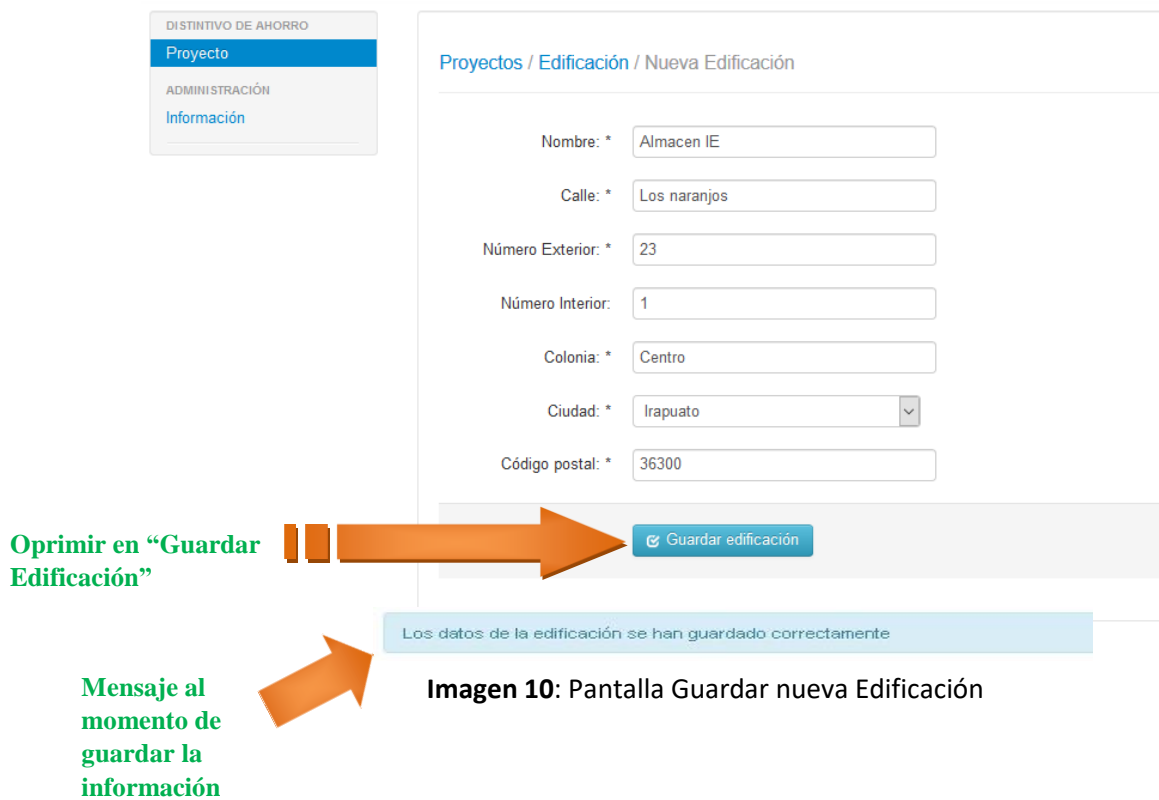 DISTINTIVO DE AHORRO
Proyecto
ADMINISTRACIÓN
Información
Proyectos / Edificación / Nueva Edificación
Nombre: * Almacen IE
Calle: * Los naranjos
Número Exterior: * 23
Número Interior: 1
Colonia: * Centro
Ciudad: * Irapuato
Código postal: * 36300
Oprimir en “Guardar
Edificación”
Guardar edificación
Los datos de la edificación se han guardado correctamente
Mensaje al
momento de
guardar la
información
Imagen 10: Pantalla Guardar nueva Edificación